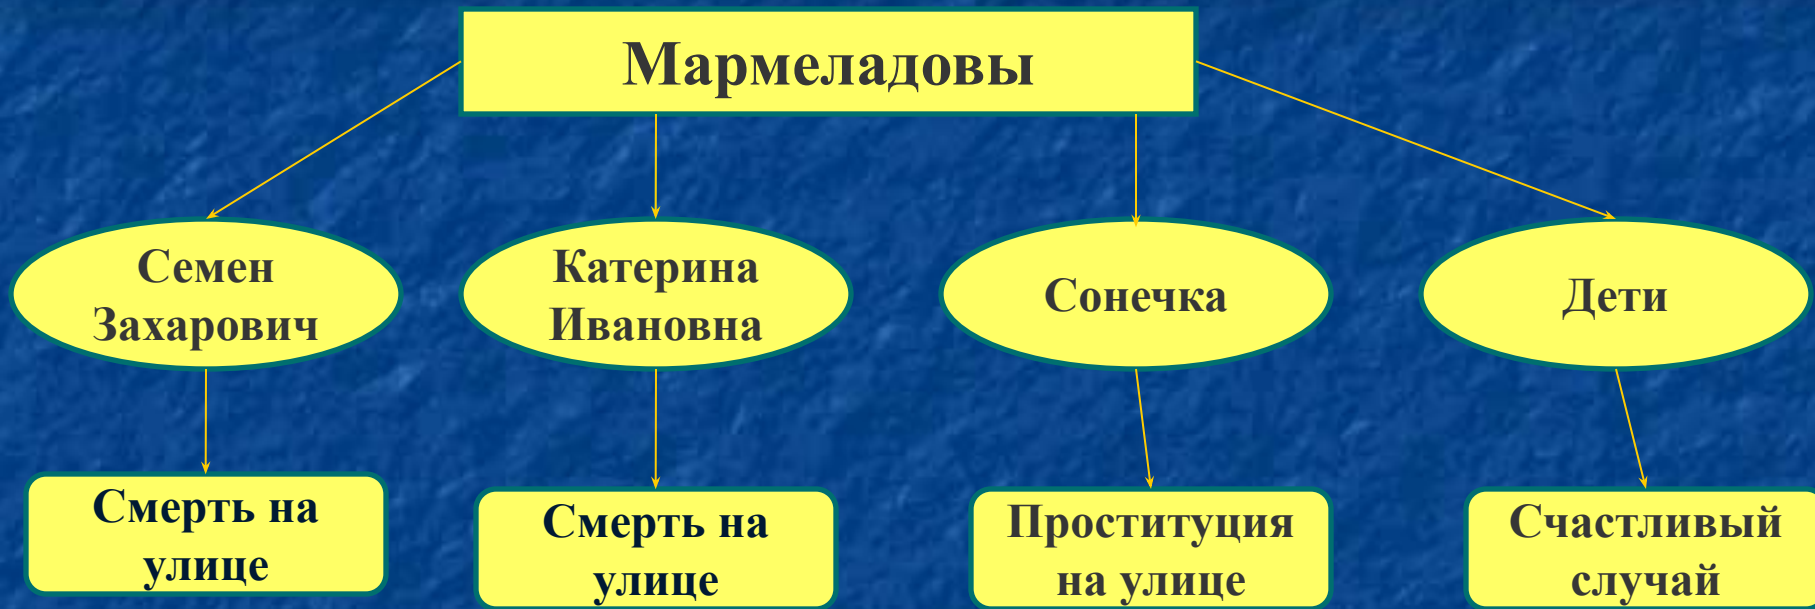 Мармеладовы
Семен
Захарович
Катерина
Ивановна
Сонечка
Дети
Смерть на
улице
Смерть на
улице
Проституция
на улице
Счастливый
случай